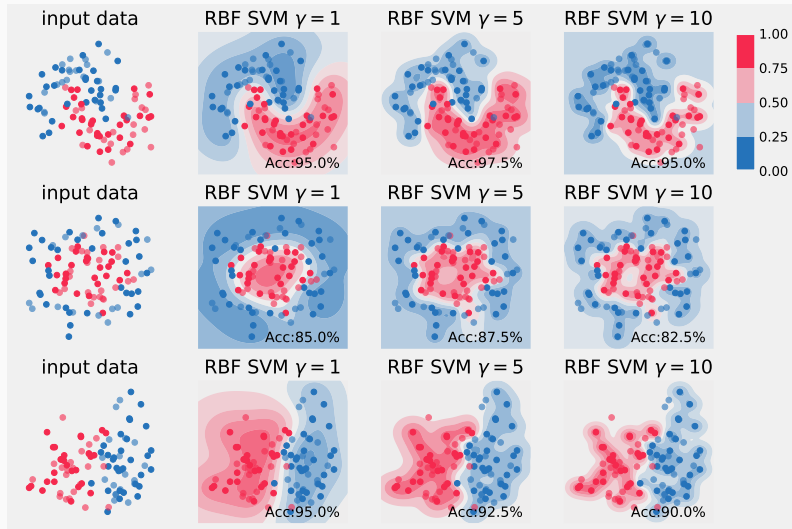 input data RBF SVM γ = 1 RBF SVM γ = 5 RBF SVM γ = 10
1.00
0.75
0.50
0.25
0.00
Acc:95.0% Acc:97.5% Acc:95.0%
input data RBF SVM γ = 1 RBF SVM γ = 5 RBF SVM γ = 10
Acc:85.0% Acc:87.5% Acc:82.5%
input data RBF SVM γ = 1 RBF SVM γ = 5 RBF SVM γ = 10
Acc:95.0% Acc:92.5% Acc:90.0%